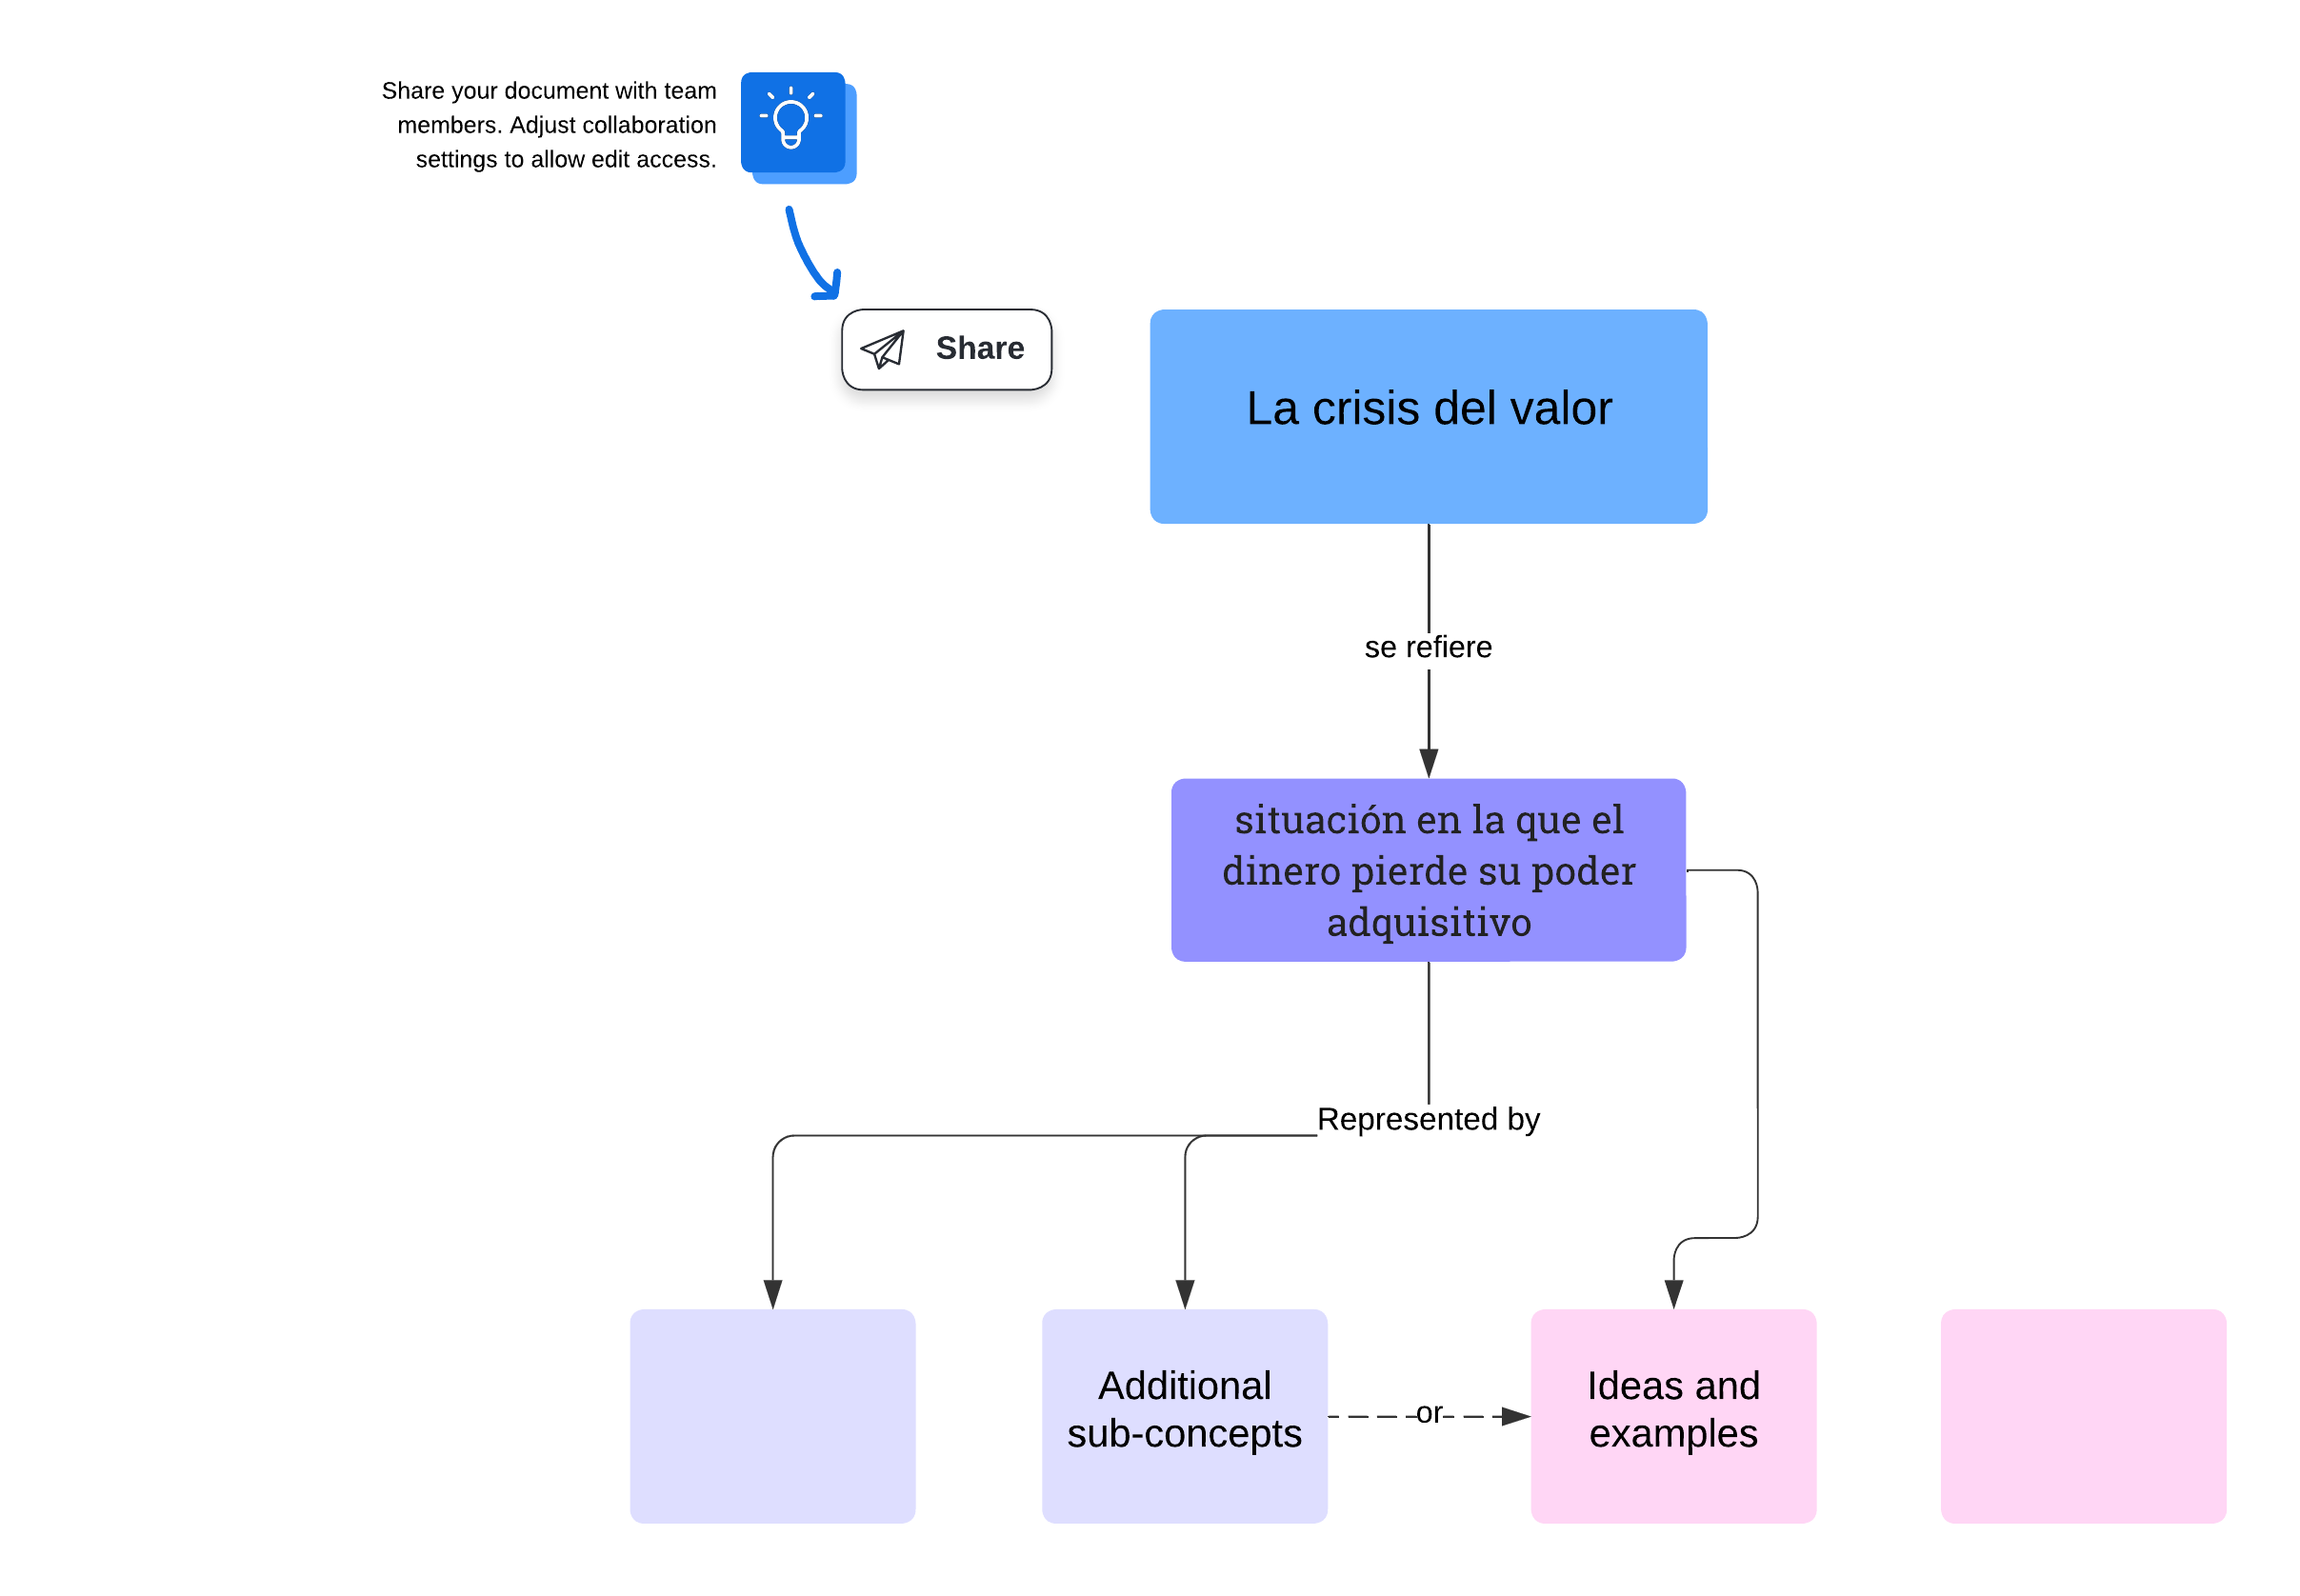 Share your document with team
members. Adjust collaboration
settings to allow edit access.
Share
La crisis del valor
se refiere
situación en la que el
dinero pierde su poder
adquisitivo
Represented by
Additional
sub-concepts
or
Ideas and
examples